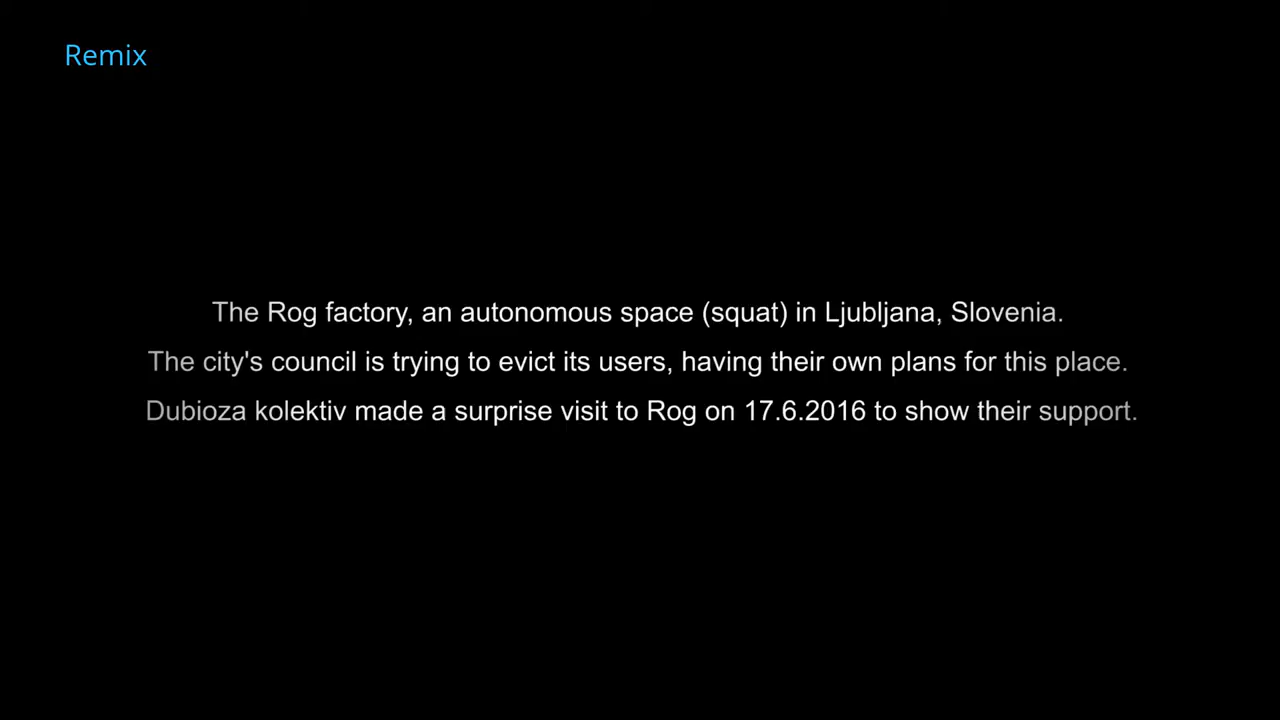 Remix
The Rog factory, an autonomous space (squat) in Ljubljana, Slovenia.
The city's council is trying to evict its users, having their own plans for this place.
Dubioza kolektiv made a surprise visit to Rog on 17.6.2016 to show their support.